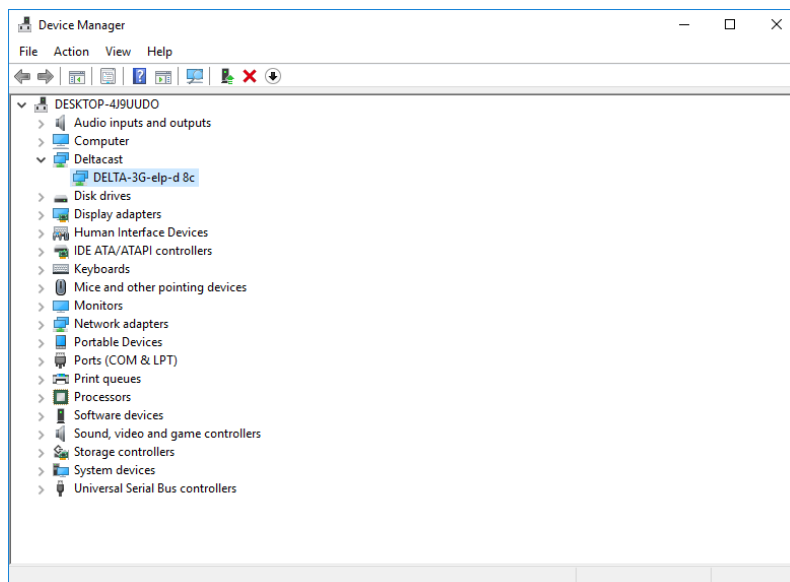 Device Manager
File Action View Help
DESKTOP-4J9UUDO
Audio inputs and outputs
Computer
Deltacast
DELTA-3G-elp-d 8c
Disk drives
Display adapters
Human Interface Devices
IDE ATA/ATAPI controllers
Keyboards
Mice and other pointing devices
Monitors
Network adapters
Portable Devices
Ports (COM & LPT)
Print queues
Processors
Software devices
Sound, video and game controllers
Storage controllers
System devices
Universal Serial Bus controllers